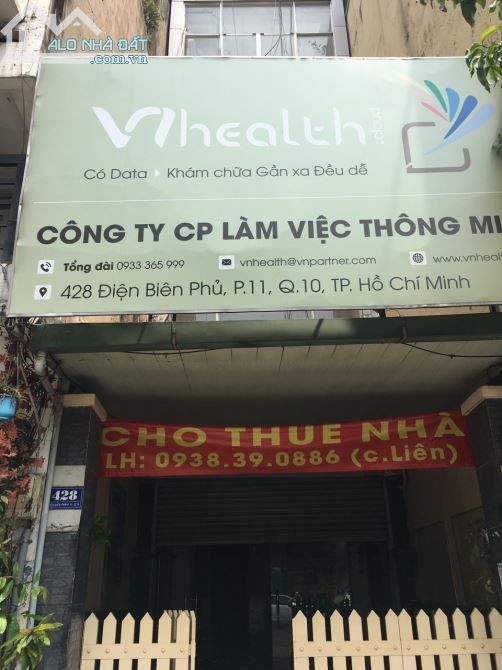 ALO NHÀ ĐẤT
.com.vn
Vnhealth.cloud
Có Data Khám chữa Gần xa Đều dễ
CÔNG TY CP LÀM VIỆC THÔNG MI
Tổng đài 0933 365 999 vnhealth@vnpartner.com www.vnhealt
428 Điện Biên Phủ, P.11, Q.10, TP. Hồ Chí Minh
CHO THUE NHÀ
LH: 0938.39.0886 (c.Liên)
428